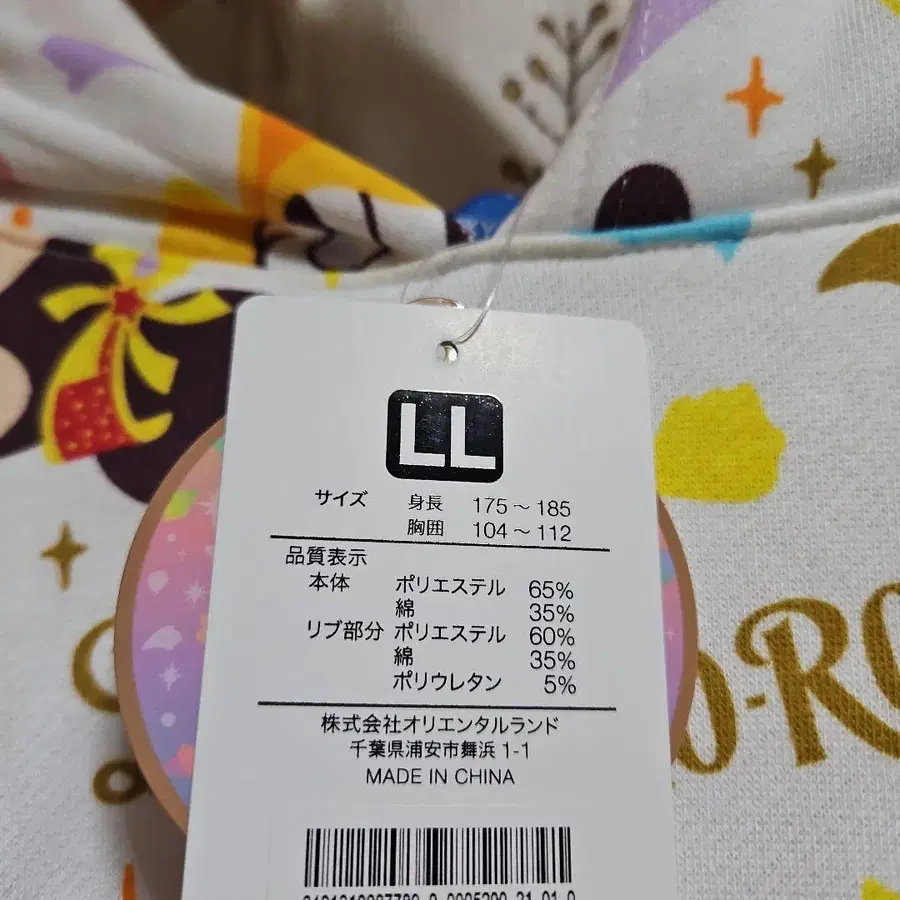 LL
サイズ 身長 175～185
胸囲 104～112
品質表示
本体 ポリエステル 65%
綿 35%
リブ部分 ポリエステル 60%
綿 35%
ポリウレタン 5%
株式会社オリエンタルランド
千葉県浦安市舞浜 1-1
MADE IN CHINA